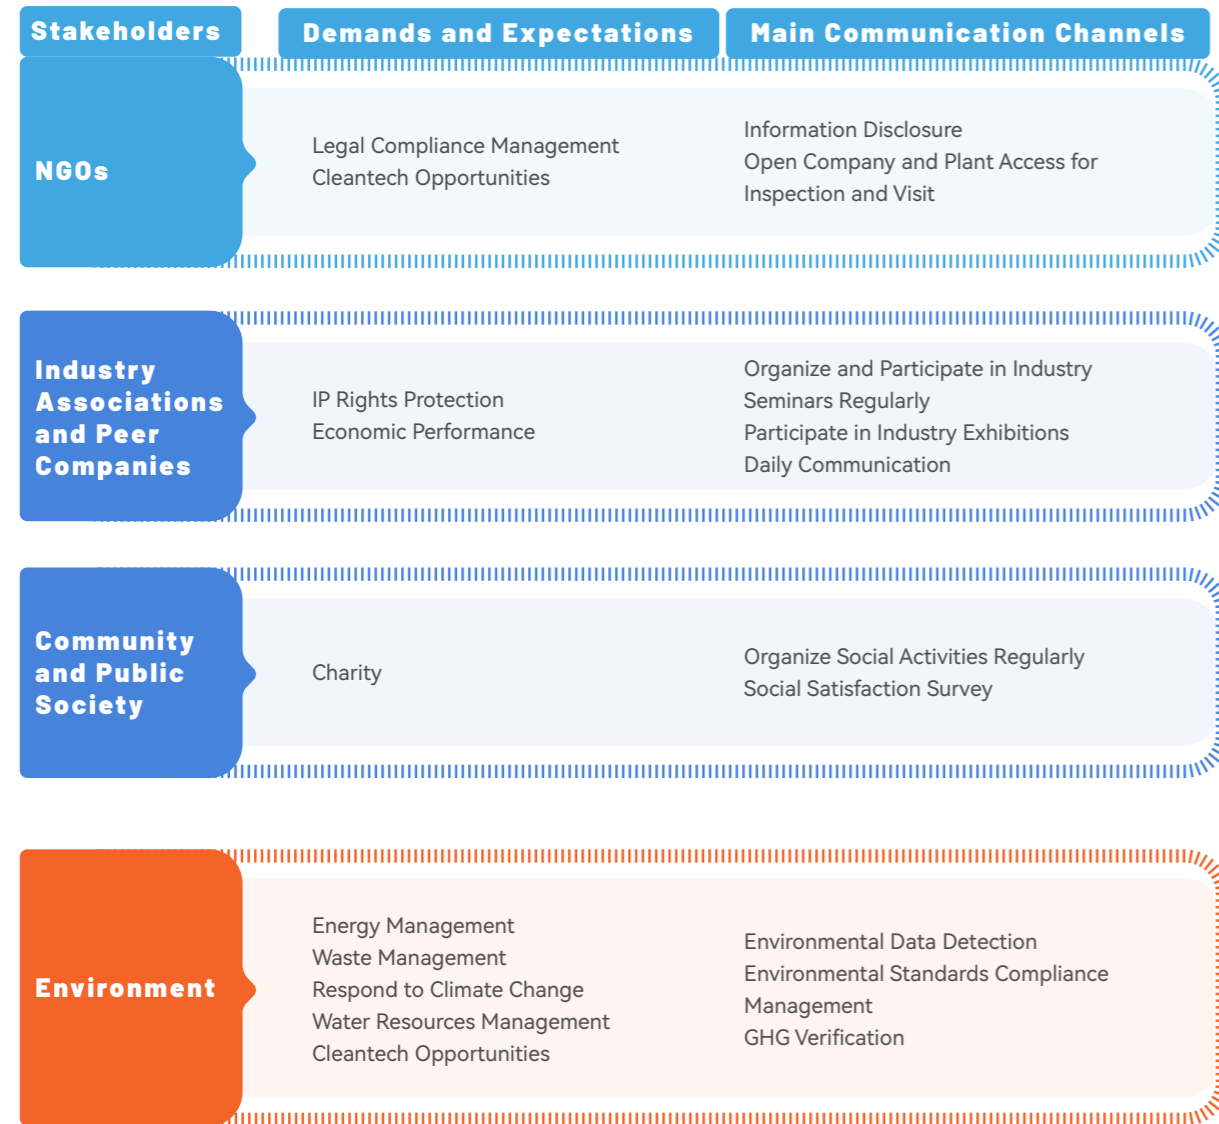 Stakeholders
Demands and Expectations
Main Communication Channels
NGOs
Legal Compliance Management
Cleantech Opportunities
Information Disclosure
Open Company and Plant Access for
Inspection and Visit
Industry
Associations
and Peer
Companies
IP Rights Protection
Economic Performance
Organize and Participate in Industry
Seminars Regularly
Participate in Industry Exhibitions
Daily Communication
Community
and Public
Society
Charity
Organize Social Activities Regularly
Social Satisfaction Survey
Environment
Energy Management
Waste Management
Respond to Climate Change
Water Resources Management
Cleantech Opportunities
Environmental Data Detection
Environmental Standards Compliance
Management
GHG Verification